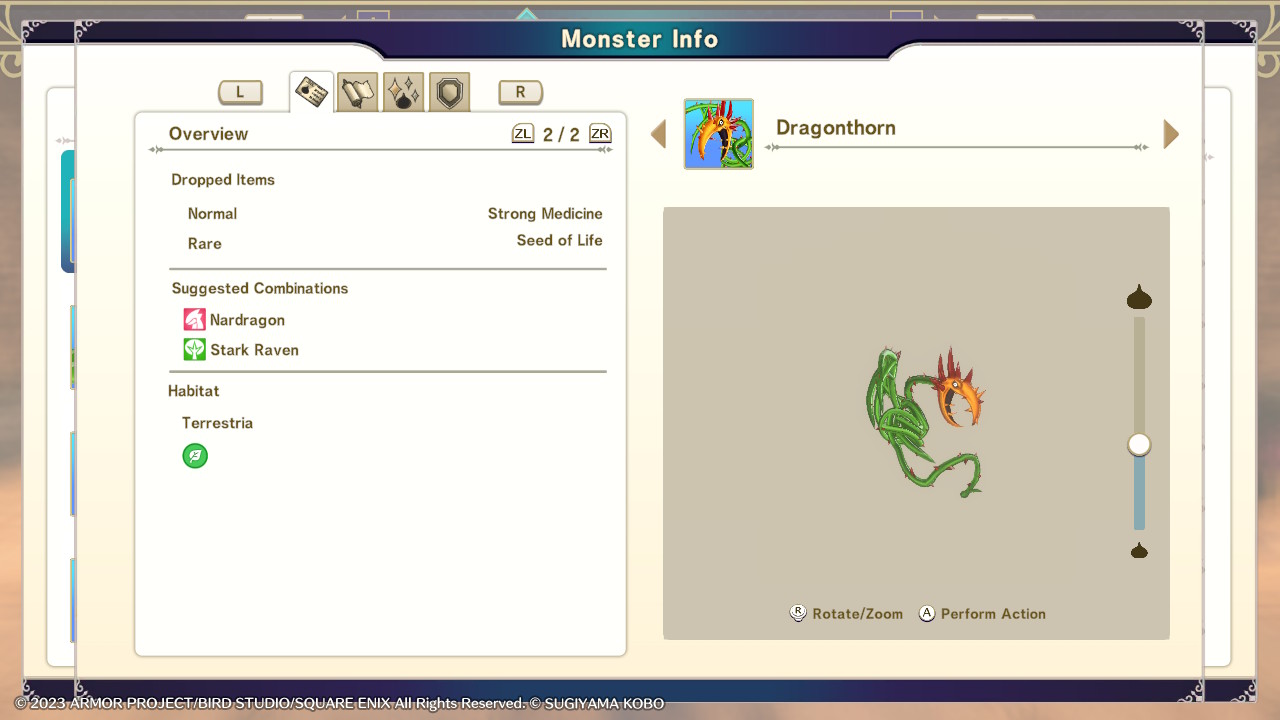 Monster Info
L
R
Overview
ZL 2 / 2 ZR
Dropped Items
Normal Strong Medicine
Rare Seed of Life
Suggested Combinations
Nardragon
Stark Raven
Habitat
Terrestria
Dragonthorn
R Rotate/Zoom A Perform Action
© 2023 ARMOR PROJECT/BIRD STUDIO/SQUARE ENIX All Rights Reserved. © SUGIYAMA KOBO